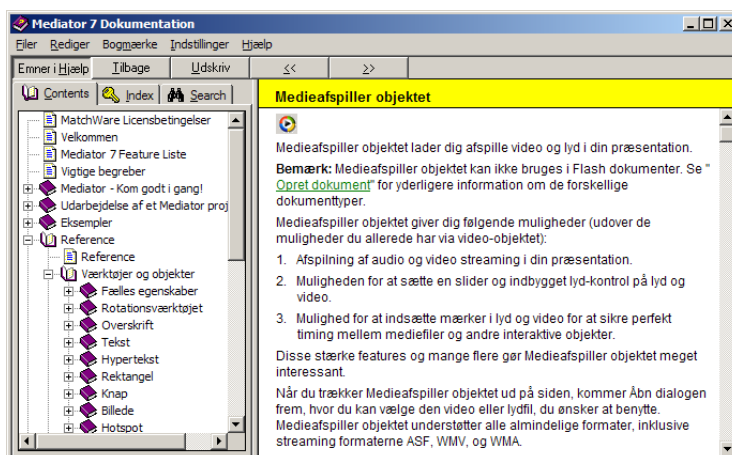 Mediator 7 Dokumentation
Filer Rediger Bogmærke Indstillinger Hjælp
Emner i Hjælp Tilbage Udskriv << >>
Contents Index Search
MatchWare Licensbetingelser
Velkommen
Mediator 7 Feature Liste
Vigtige begreber
Mediator - Kom godt i gang!
Udarbejdelse af et Mediator proj
Eksempler
Reference
Reference
Værktøjer og objekter
Fælles egenskaber
Rotationsværktøjet
Overskrift
Tekst
Hypertekst
Rektangel
Knap
Billede
Hotspot
Medieafspiller objektet
Medieafspiller objektet lader dig afspille video og lyd i din præsentation.
Bemærk: Medieafspiller objektet kan ikke bruges i Flash dokumenter. Se "
Opret dokument" for yderligere information om de forskellige
dokumenttyper.
Medieafspiller objektet giver dig følgende muligheder (udover de
muligheder du allerede har via video-objektet):
1. Afspilning af audio og video streaming i din præsentation.
2. Muligheden for at sætte en slider og indbygget lyd-kontrol på lyd og
video.
3. Mulighed for at indsætte mærker i lyd og video for at sikre perfekt
timing mellem mediefiler og andre interaktive objekter.
Disse stærke features og mange flere gør Medieafspiller objektet meget
interessant.
Når du trækker Medieafspiller objektet ud på siden, kommer Åbn dialogen
frem, hvor du kan vælge den video eller lydfil, du ønsker at benytte.
Medieafspiller objektet understøtter alle almindelige formater, inklusive
streaming formaterne ASF, WMV, og WMA.